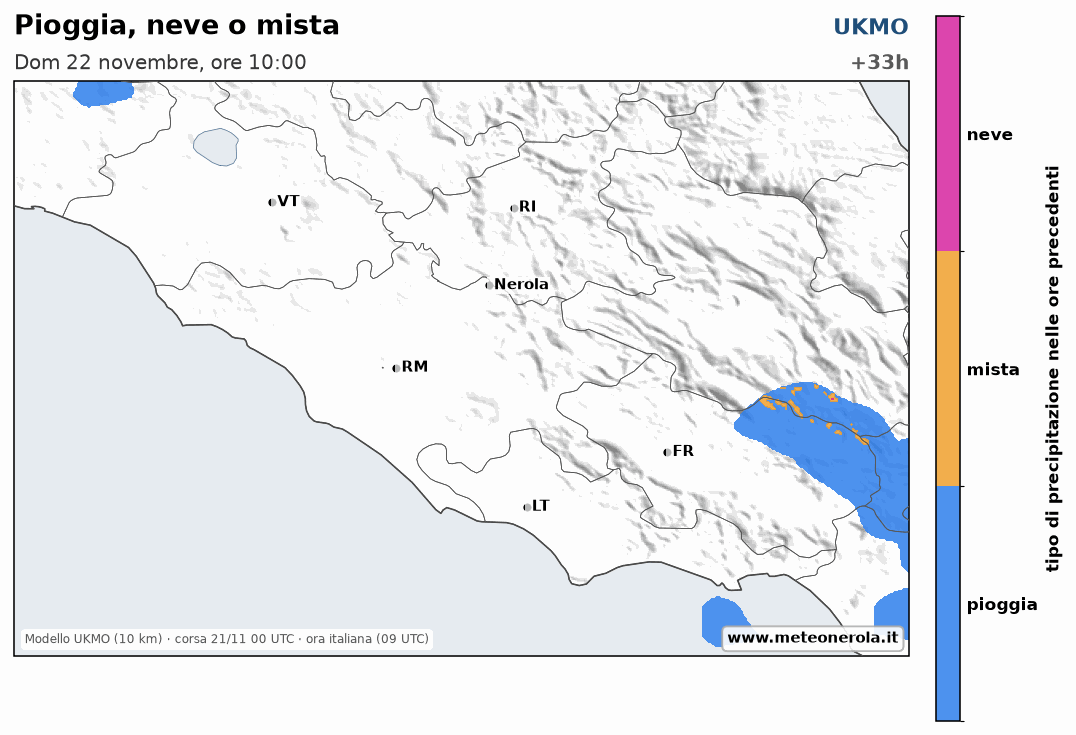 Pioggia, neve o mista
UKMO
Dom 22 novembre, ore 10:00
+33h
VT
RI
Nerola
RM
FR
LT
Modello UKMO (10 km) · corsa 21/11 00 UTC · ora italiana (09 UTC)
www.meteonerola.it
neve
mista
pioggia
tipo di precipitazione nelle ore precedenti